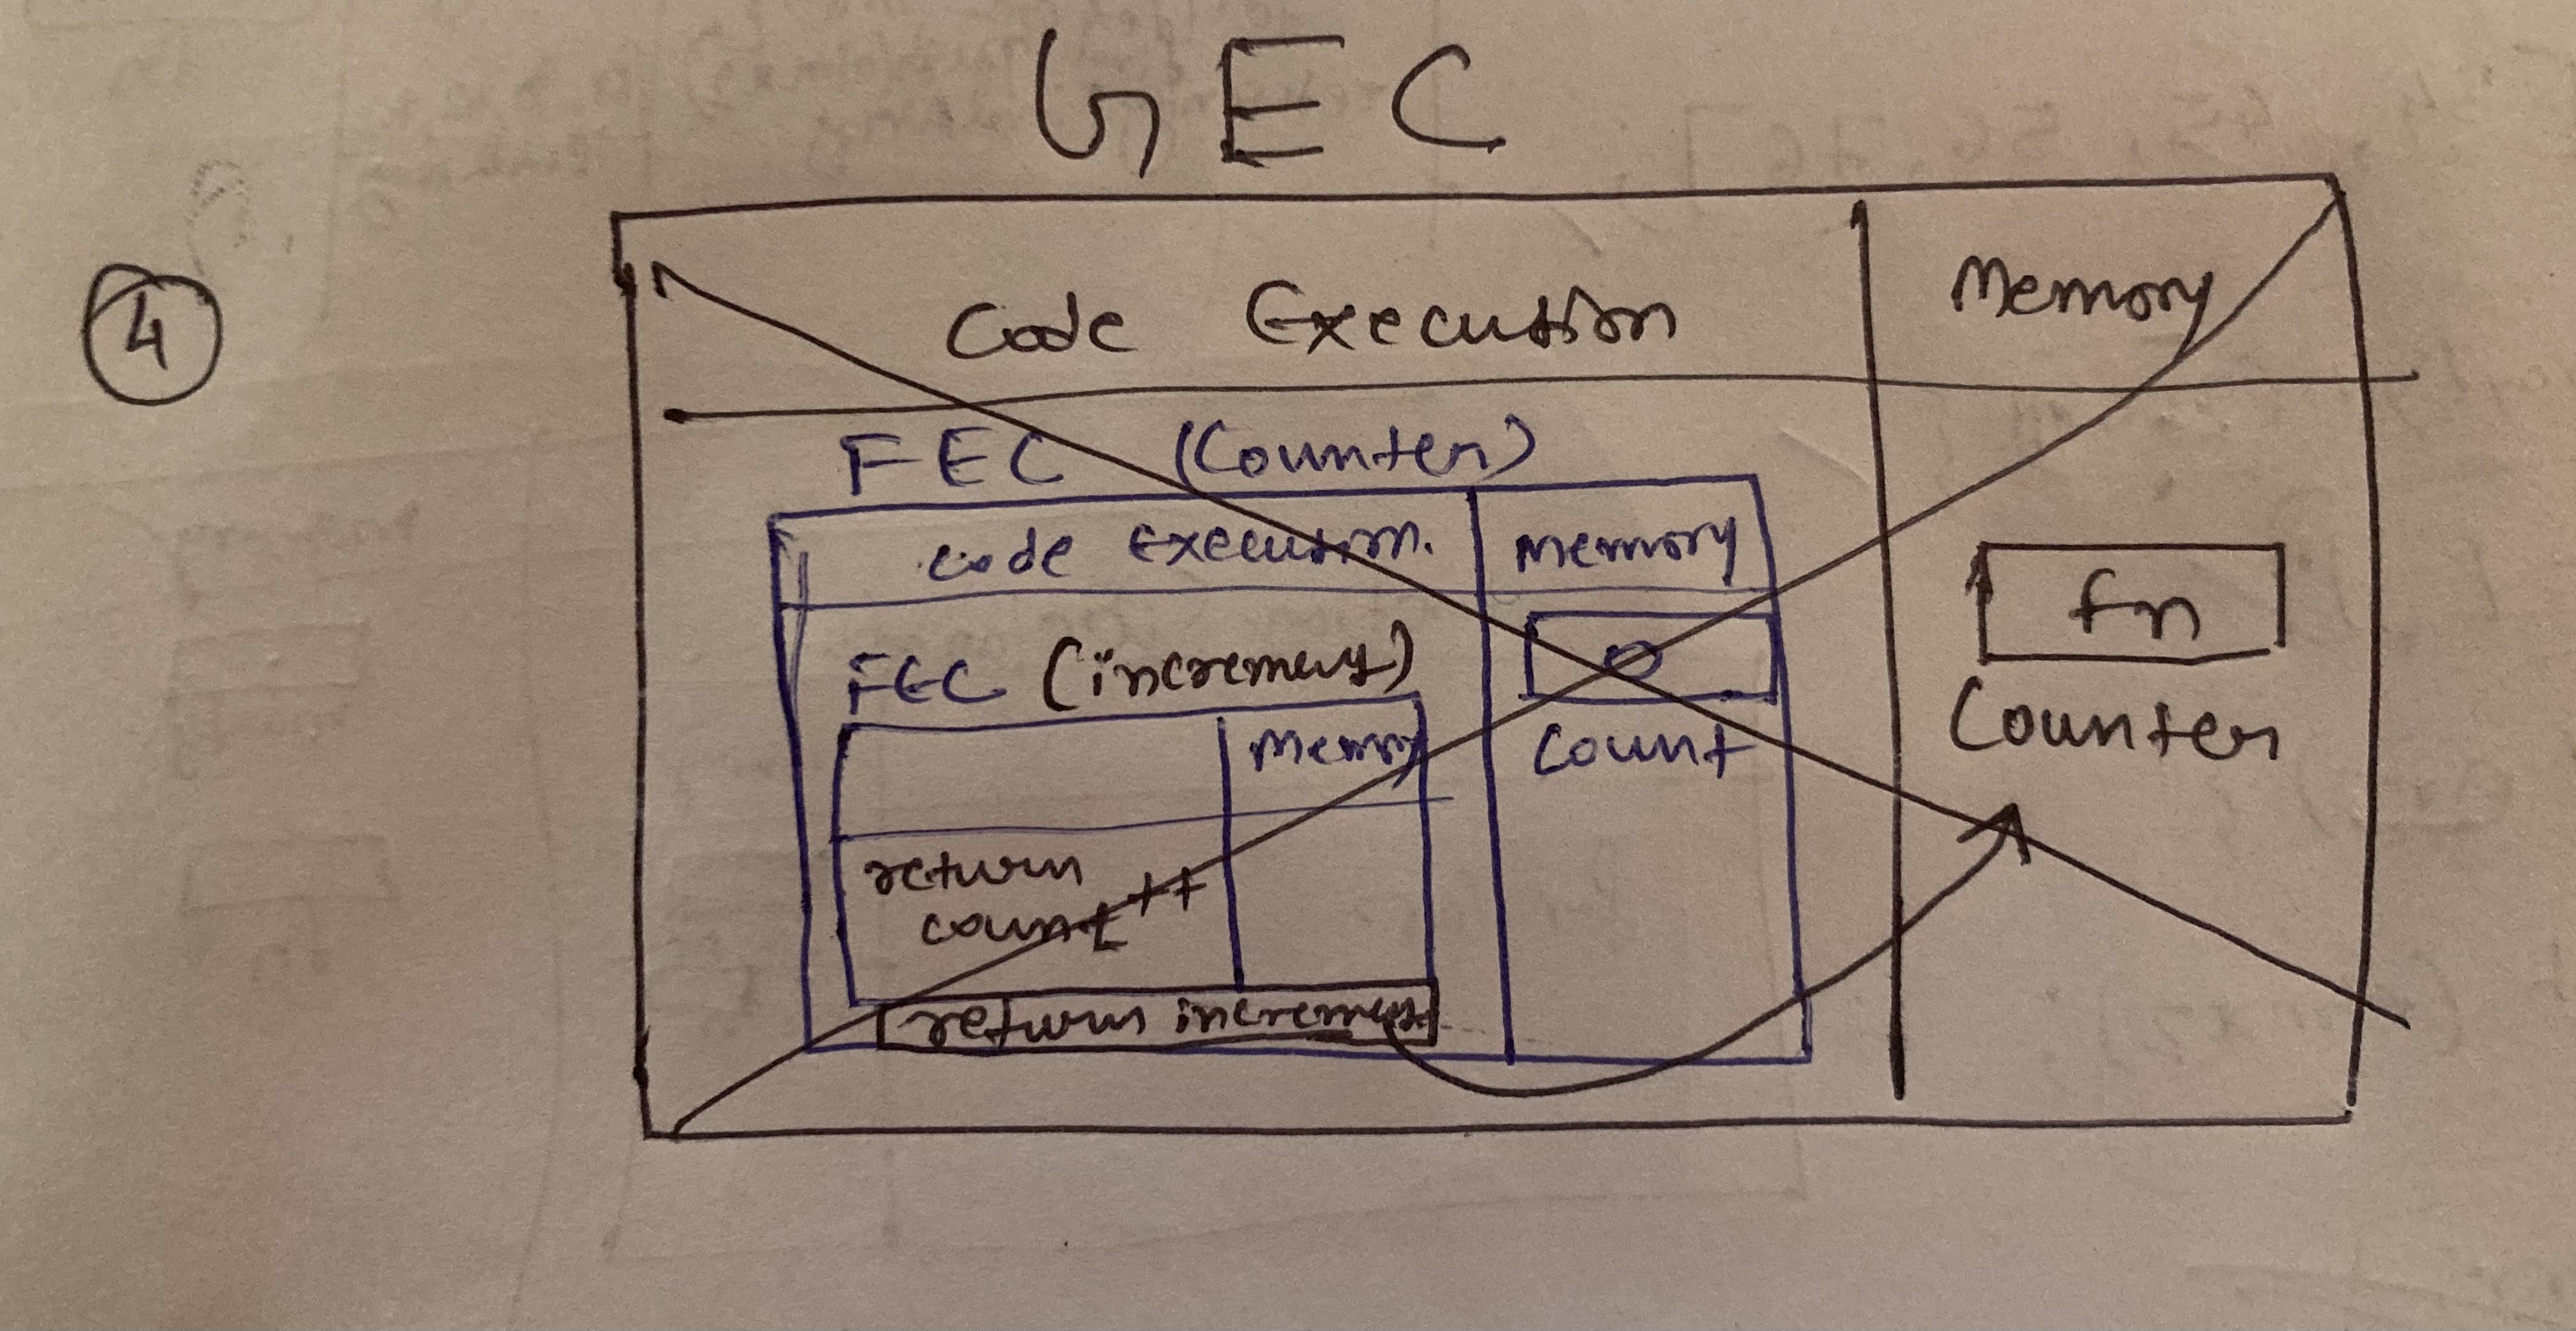 GEC
4
Code Execution
Memory
FEC (Counter)
Code Execution.
Memory
FEC (increment)
0
Count
Memory
return
count++
return increment
fn
Counter